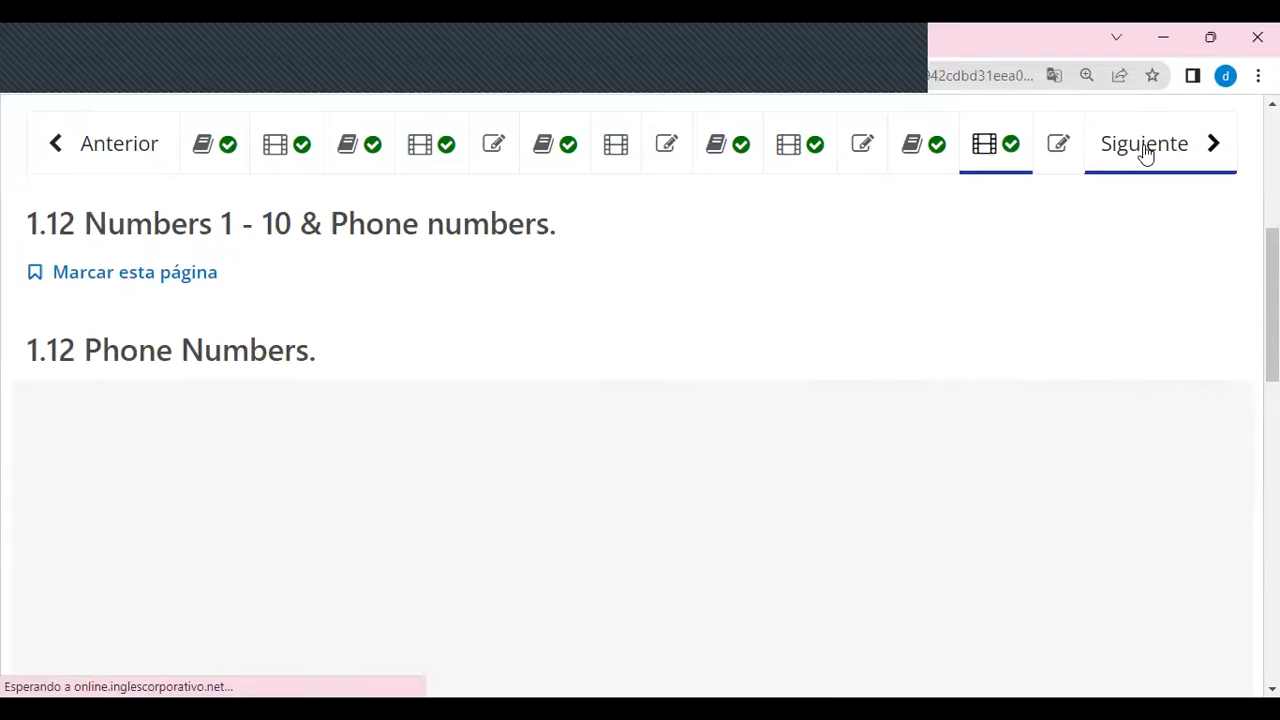 942cdbd31eea0...
d
Anterior
Siguiente
1.12 Numbers 1 - 10 & Phone numbers.
Marcar esta página
1.12 Phone Numbers.
Esperando a online.inglescorporativo.net...